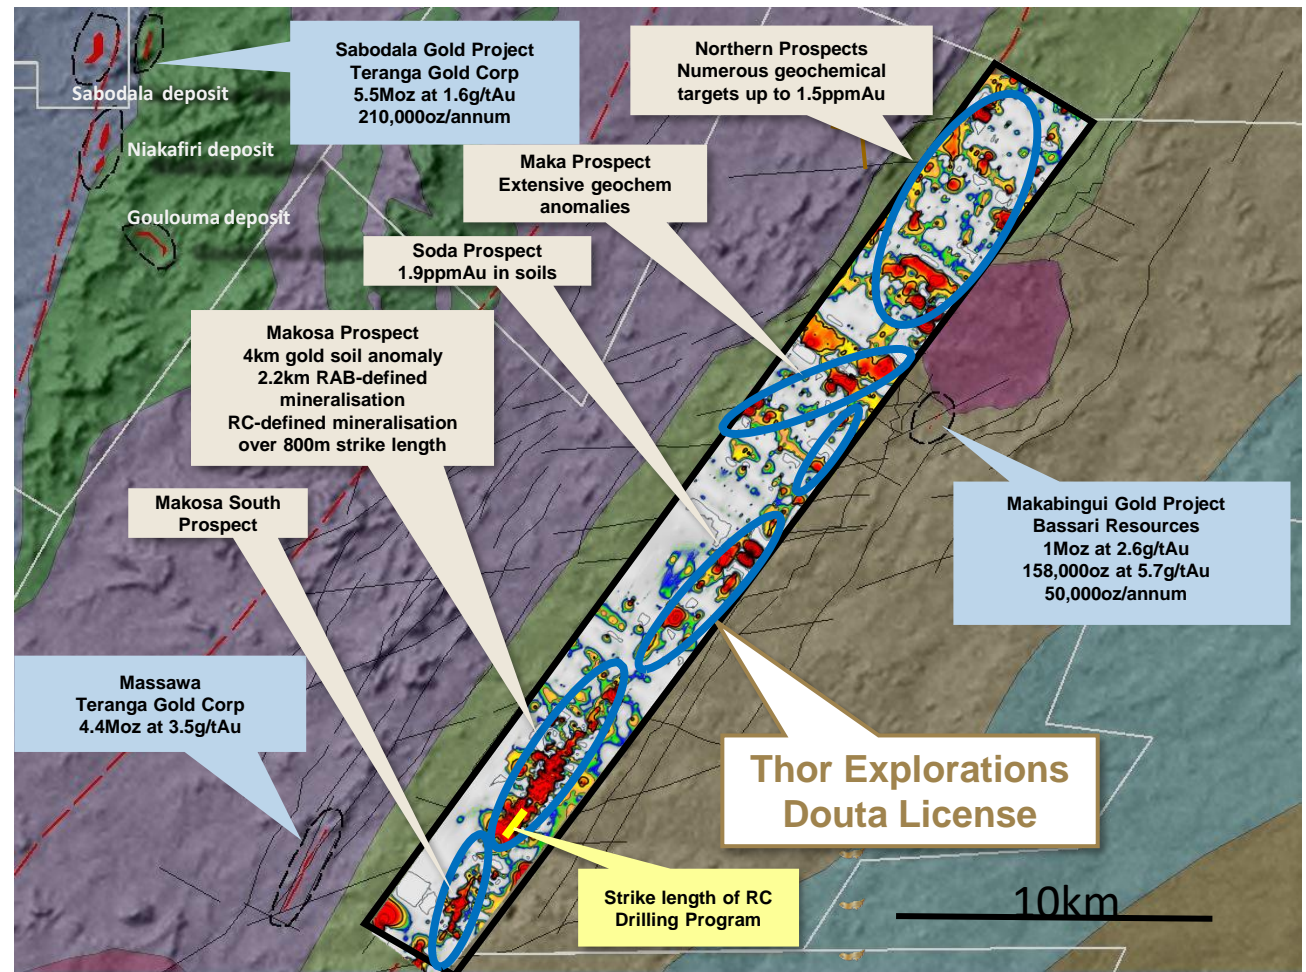 Sabodala Gold Project
Teranga Gold Corp
5.5Moz at 1.6g/tAu
210,000oz/annum
Northern Prospects
Numerous geochemical
targets up to 1.5ppmAu
Sabodala deposit
Niakafiri deposit
Maka Prospect
Extensive geochem
anomalies
Goulouma deposit
Soda Prospect
1.9ppmAu in soils
Makosa Prospect
4km gold soil anomaly
2.2km RAB-defined
mineralisation
RC-defined mineralisation
over 800m strike length
Makosa South
Prospect
Makabingui Gold Project
Bassari Resources
1Moz at 2.6g/tAu
158,000oz at 5.7g/tAu
50,000oz/annum
Massawa
Teranga Gold Corp
4.4Moz at 3.5g/tAu
Thor Explorations
Douta License
Strike length of RC
Drilling Program
10km